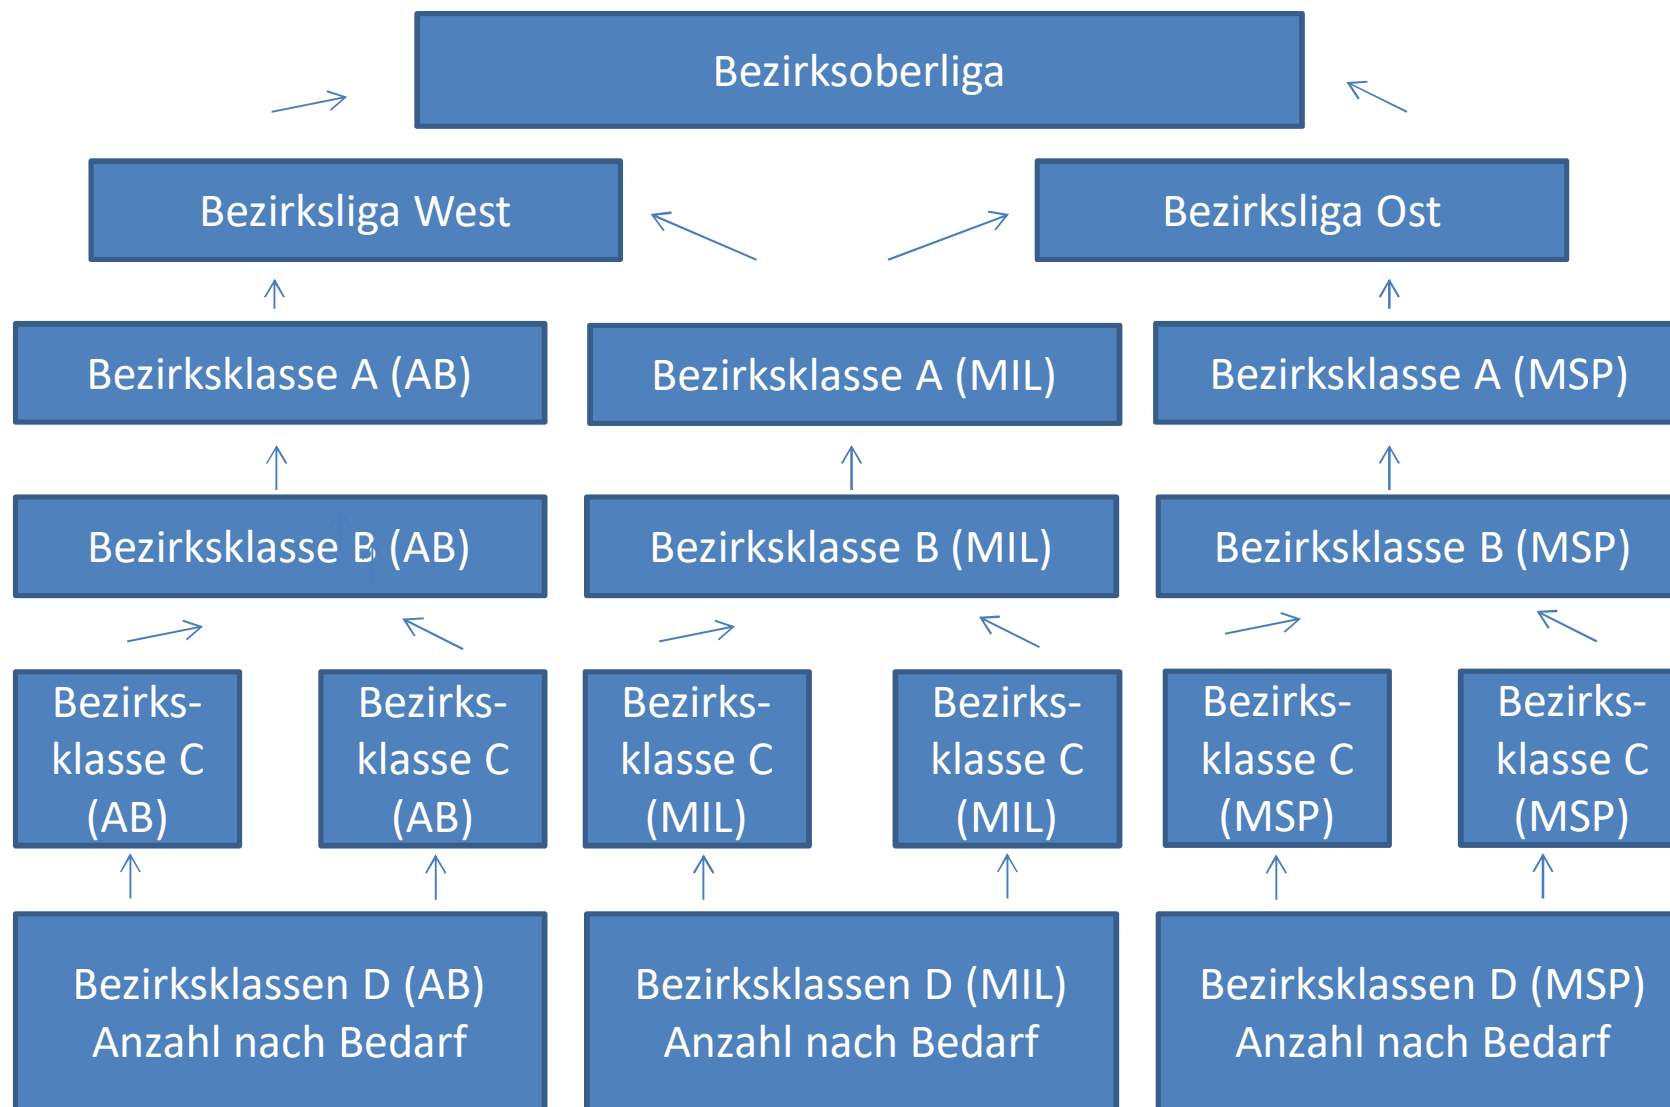 Bezirksoberliga
Bezirksliga West
Bezirksliga Ost
Bezirksklasse A (AB)
Bezirksklasse A (MIL)
Bezirksklasse A (MSP)
Bezirksklasse B (AB)
Bezirksklasse B (MIL)
Bezirksklasse B (MSP)
Bezirks-
klasse C
(AB)
Bezirks-
klasse C
(AB)
Bezirks-
klasse C
(MIL)
Bezirks-
klasse C
(MIL)
Bezirks-
klasse C
(MSP)
Bezirks-
klasse C
(MSP)
Bezirksklassen D (AB)
Anzahl nach Bedarf
Bezirksklassen D (MIL)
Anzahl nach Bedarf
Bezirksklassen D (MSP)
Anzahl nach Bedarf